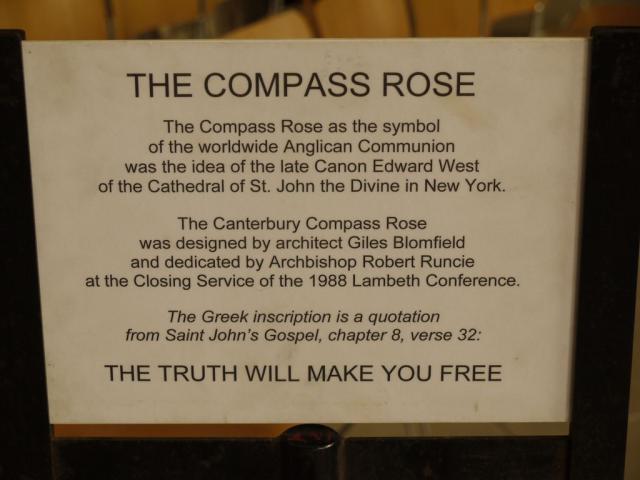 THE COMPASS ROSE
The Compass Rose as the symbol
of the worldwide Anglican Communion
was the idea of the late Canon Edward West
of the Cathedral of St. John the Divine in New York.
The Canterbury Compass Rose
was designed by architect Giles Blomfield
and dedicated by Archbishop Robert Runcie
at the Closing Service of the 1988 Lambeth Conference.
The Greek inscription is a quotation
from Saint John's Gospel, chapter 8, verse 32:
THE TRUTH WILL MAKE YOU FREE